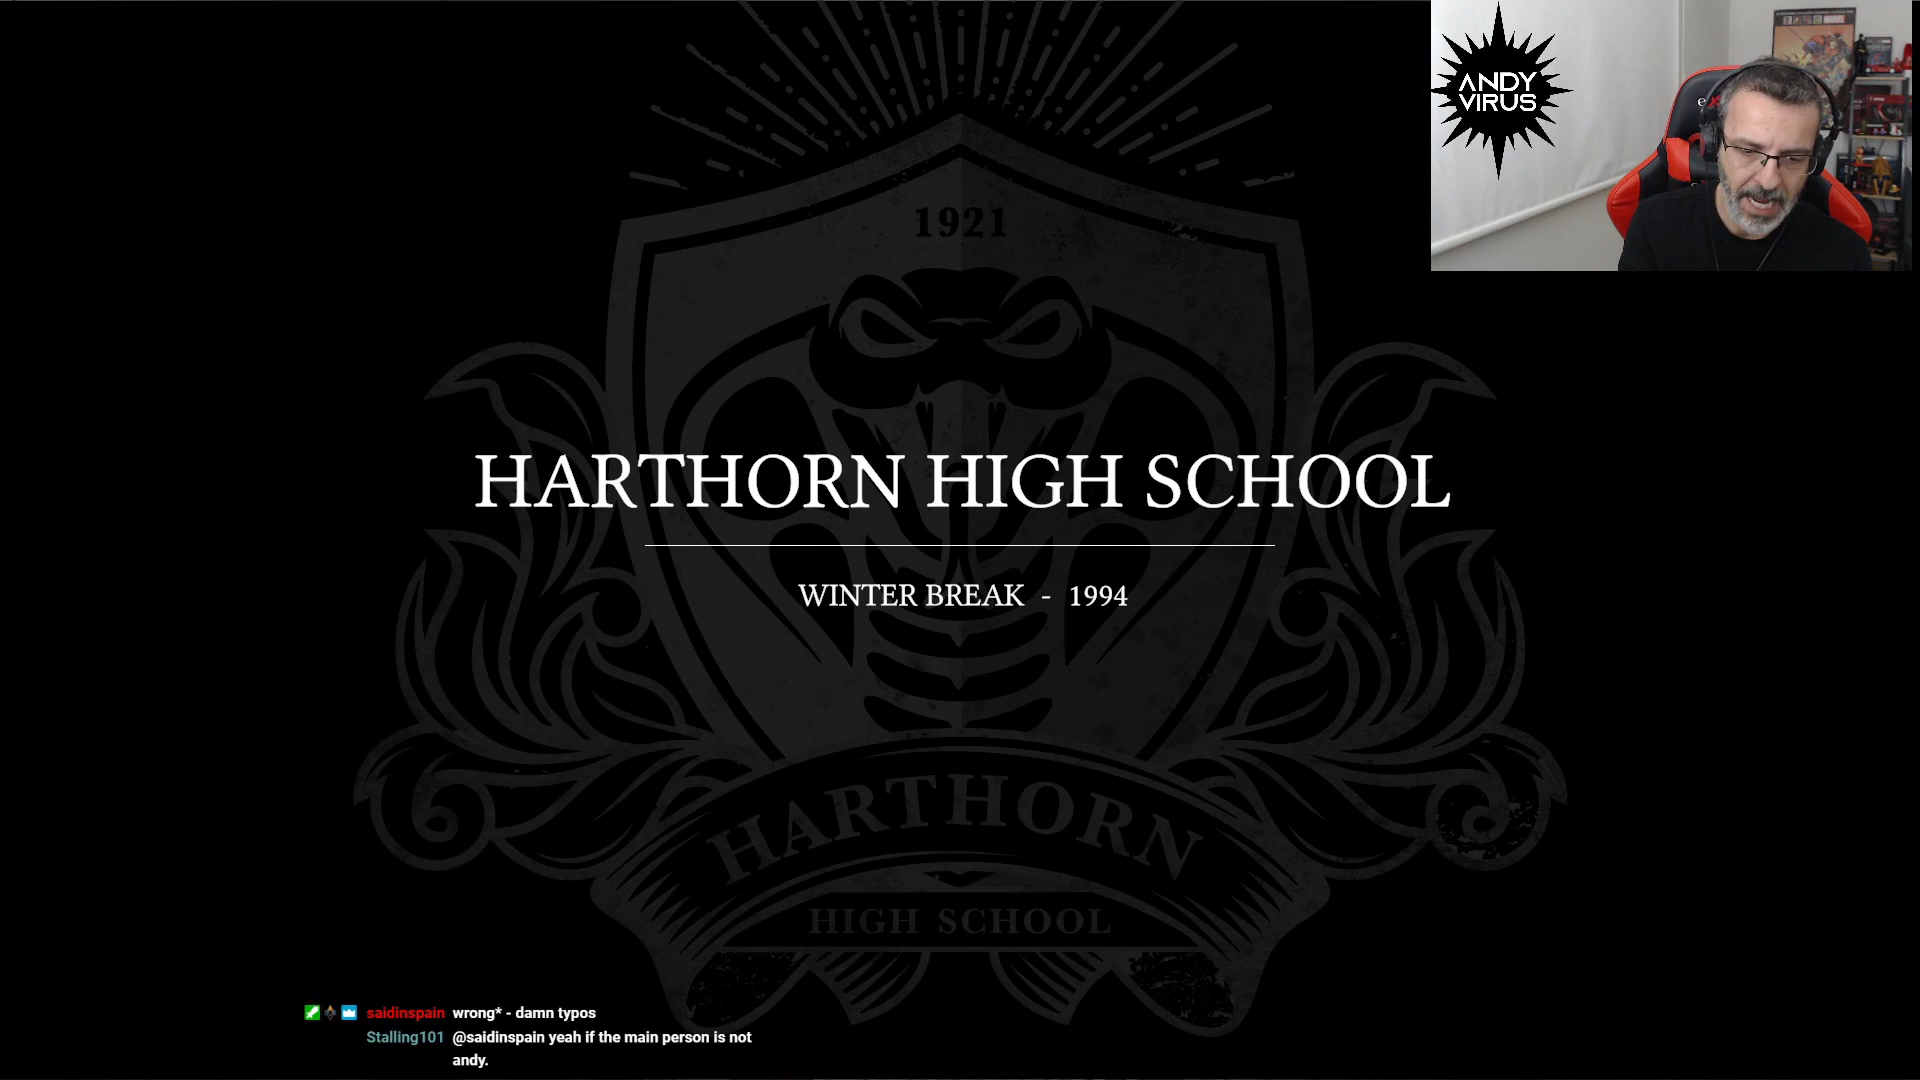 ANDY
VIRUS
1921
HARTHORN HIGH SCHOOL
WINTER BREAK - 1994
HARTHORN
HIGH SCHOOL
saidinspain wrong* - damn typos
Stalling101 @saidinspain yeah if the main person is not
andy.